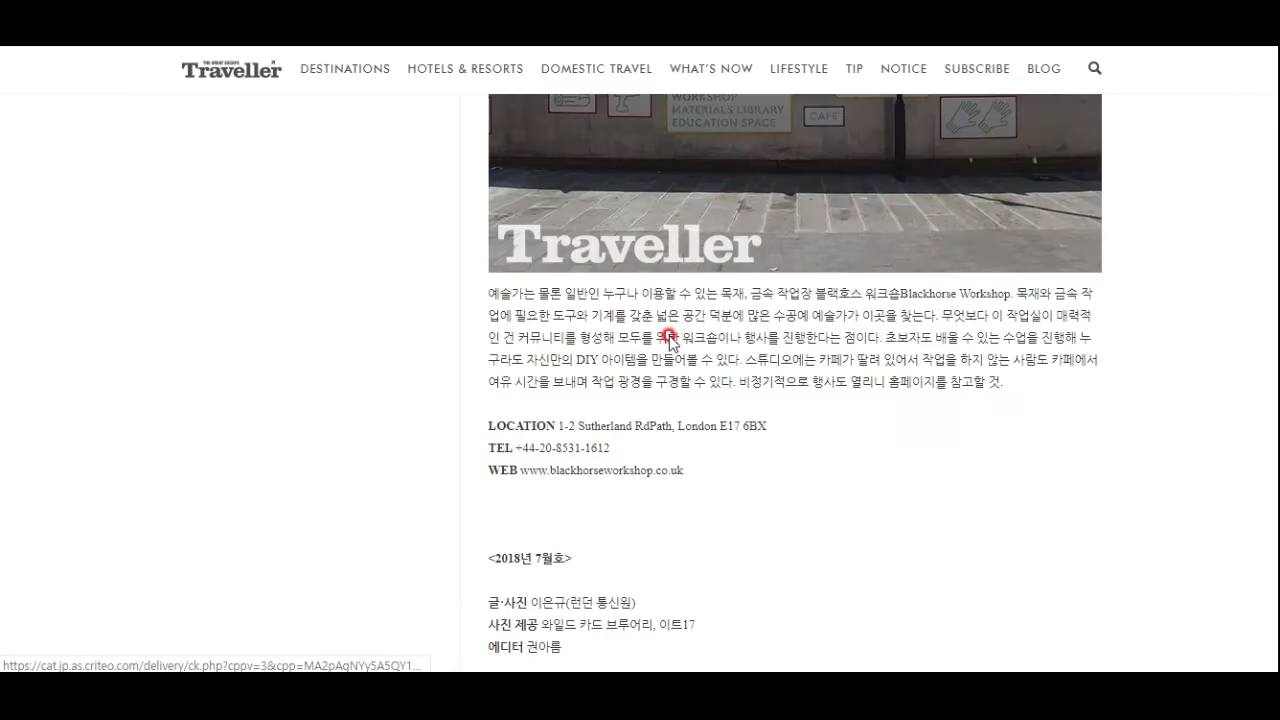 THE GREAT ESCAPE
Traveller DESTINATIONS HOTELS & RESORTS DOMESTIC TRAVEL WHAT'S NOW LIFESTYLE TIP NOTICE SUBSCRIBE BLOG
WORKSHOP
MATERIALS LIBRARY
EDUCATION SPACE
CAFE
Traveller
예술가는 물론 일반인 누구나 이용할 수 있는 목재, 금속 작업장 블랙호스 워크숍Blackhorse Workshop. 목재와 금속 작
업에 필요한 도구와 기계를 갖춘 넓은 공간 덕분에 많은 수공예 예술가가 이곳을 찾는다. 무엇보다 이 작업실이 매력적
인 건 커뮤니티를 형성해 모두를 위한 워크숍이나 행사를 진행한다는 점이다. 초보자도 배울 수 있는 수업을 진행해 누
구라도 자신만의 DIY 아이템을 만들어볼 수 있다. 스튜디오에는 카페가 딸려 있어서 작업을 하지 않는 사람도 카페에서
여유 시간을 보내며 작업 광경을 구경할 수 있다. 비정기적으로 행사도 열리니 홈페이지를 참고할 것.
LOCATION 1-2 Sutherland RdPath, London E17 6BX
TEL +44-20-8531-1612
WEB www.blackhorseworkshop.co.uk
<2018년 7월호>
글·사진 이은규(런던 통신원)
사진 제공 와일드 카드 브루어리, 이트17
에디터 권아름
https://cat.jp.as.criteo.com/delivery/ck.php?cppv=3&cpp=MA2pAqNYy5A5QY1...